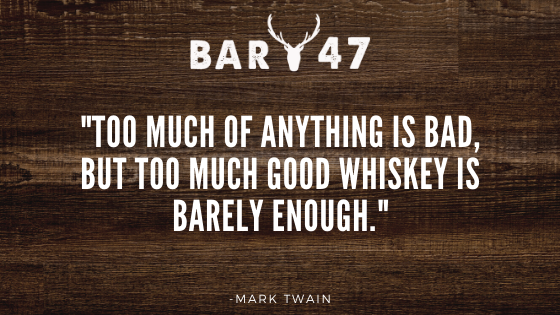 BAR 47
"TOO MUCH OF ANYTHING IS BAD,
BUT TOO MUCH GOOD WHISKEY IS
BARELY ENOUGH."
-MARK TWAIN